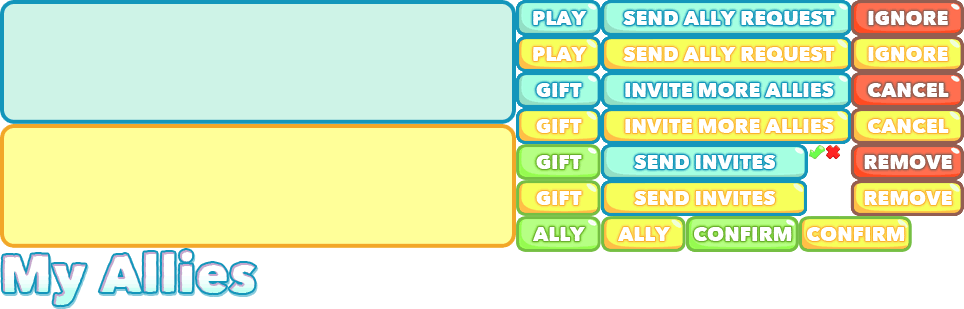 PLAY SEND ALLY REQUEST IGNORE
PLAY SEND ALLY REQUEST IGNORE
GIFT INVITE MORE ALLIES CANCEL
GIFT INVITE MORE ALLIES CANCEL
GIFT SEND INVITES REMOVE
GIFT SEND INVITES REMOVE
ALLY ALLY CONFIRM CONFIRM
My Allies